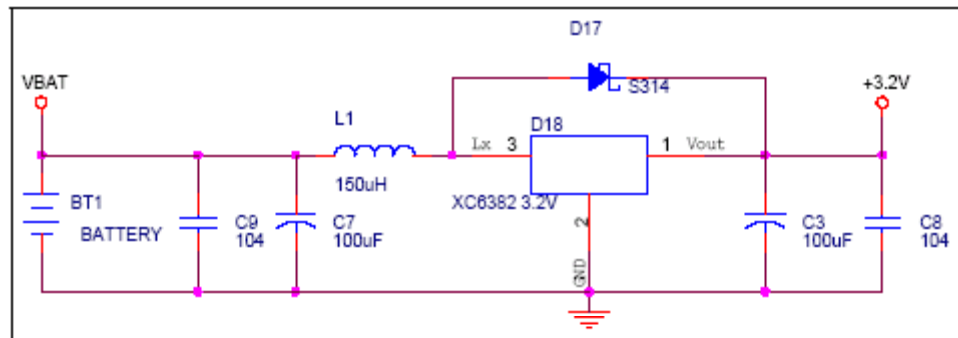 D17
VBAT
S314
+3.2V
L1
D18
Lx 3
1 Vout
150uH
XC6382 3.2V
BT1
BATTERY
C9
104
C7
100uF
2
GND
C3
100uF
C8
104